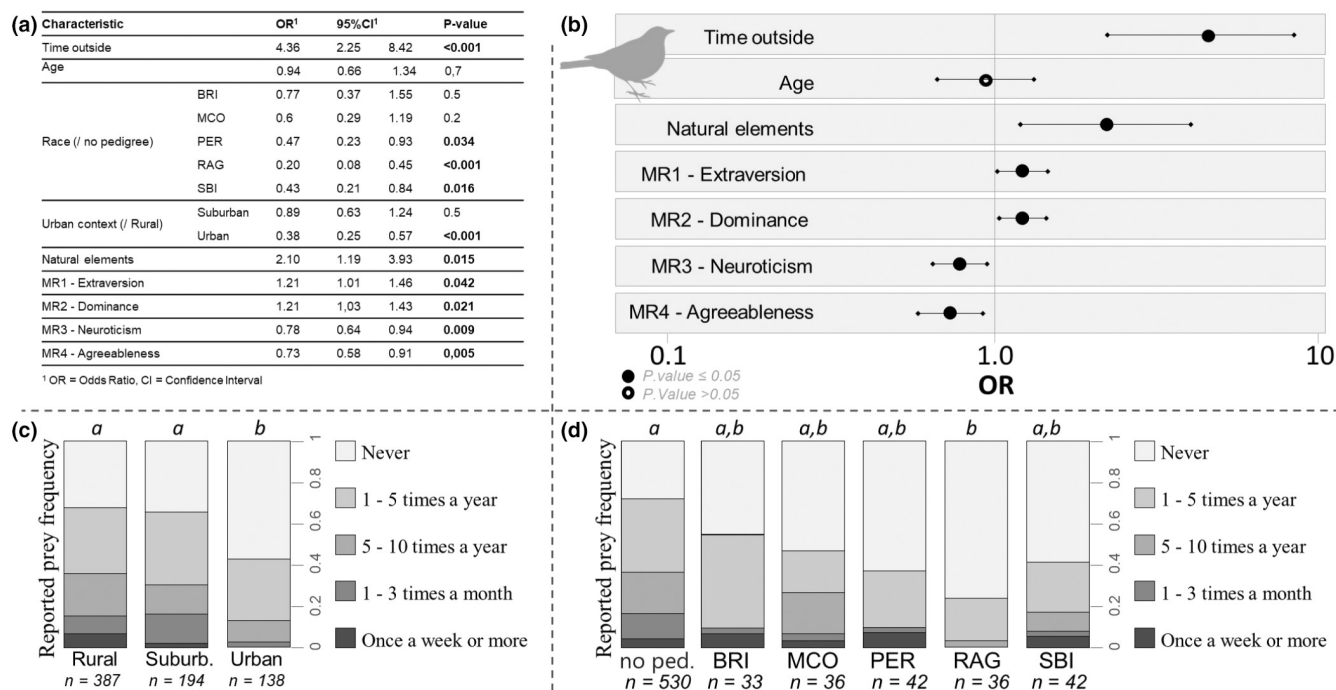 (a)
Characteristic OR¹ 95%CI¹ P-value
Time outside 4.36 2.25 8.42 <0.001
Age 0.94 0.66 1.34 0,7
BRI 0.77 0.37 1.55 0.5
MCO 0.6 0.29 1.19 0.2
Race (/ no pedigree) PER 0.47 0.23 0.93 0.034
RAG 0.20 0.08 0.45 <0.001
SBI 0.43 0.21 0.84 0.016
Urban context (/ Rural) Suburban 0.89 0.63 1.24 0.5
Urban 0.38 0.25 0.57 <0.001
Natural elements 2.10 1.19 3.93 0.015
MR1 - Extraversion 1.21 1.01 1.46 0.042
MR2 - Dominance 1.21 1,03 1.43 0.021
MR3 - Neuroticism 0.78 0.64 0.94 0.009
MR4 - Agreeableness 0.73 0.58 0.91 0,005
¹ OR = Odds Ratio, CI = Confidence Interval
(b)
Time outside
Age
Natural elements
MR1 - Extraversion
MR2 - Dominance
MR3 - Neuroticism
MR4 - Agreeableness
0.1 1.0 10
OR
P.value ≤ 0.05
P.Value >0.05
(c)
a a b
Reported prey frequency
1
0.8
0.6
0.4
0.2
0
Never
1 - 5 times a year
5 - 10 times a year
1 - 3 times a month
Once a week or more
Rural Suburb. Urban
n = 387 n = 194 n = 138
(d)
a a,b a,b a,b b a,b
Reported prey frequency
1
0.8
0.6
0.4
0.2
0
Never
1 - 5 times a year
5 - 10 times a year
1 - 3 times a month
Once a week or more
no ped. BRI MCO PER RAG SBI
n = 530 n = 33 n = 36 n = 42 n = 36 n = 42